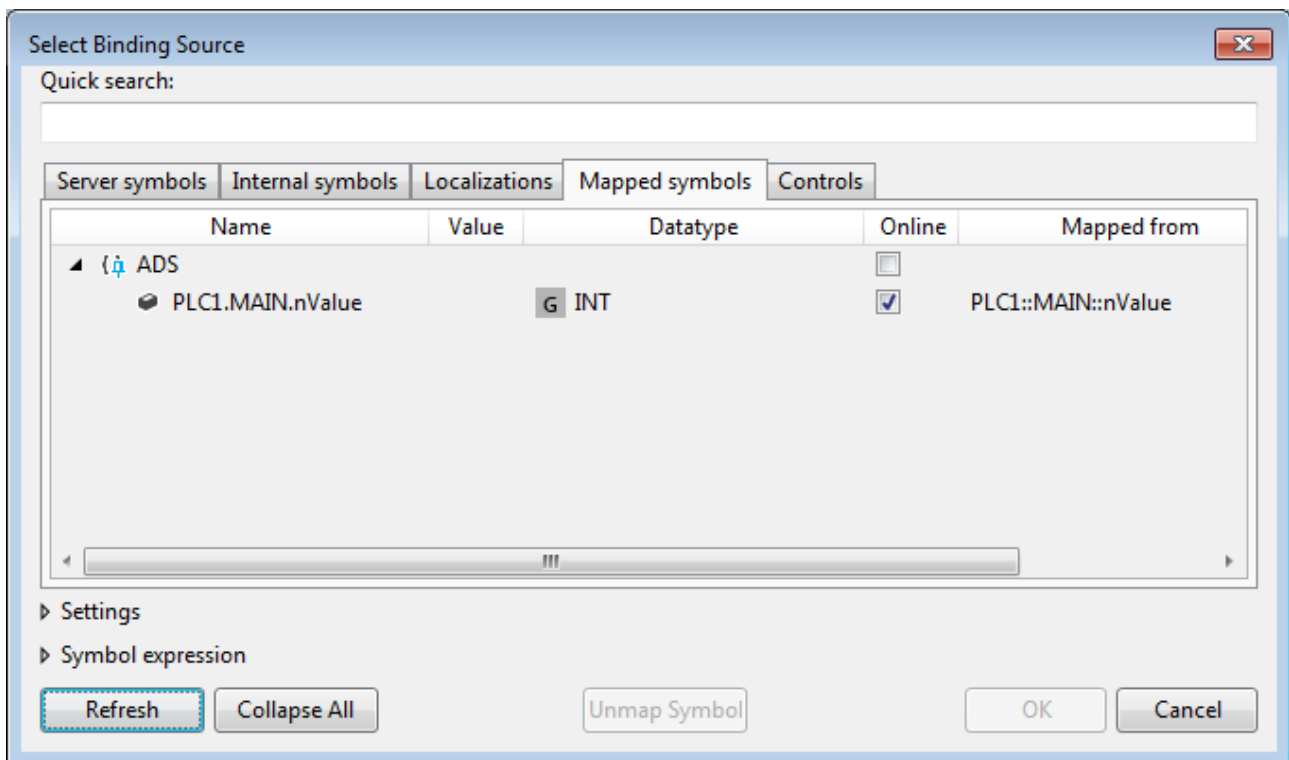 Select Binding Source
Quick search:
Server symbols Internal symbols Localizations Mapped symbols Controls
Name Value Datatype Online Mapped from
ADS
PLC1.MAIN.nValue G INT PLC1::MAIN::nValue
Settings
Symbol expression
Refresh Collapse All Unmap Symbol OK Cancel